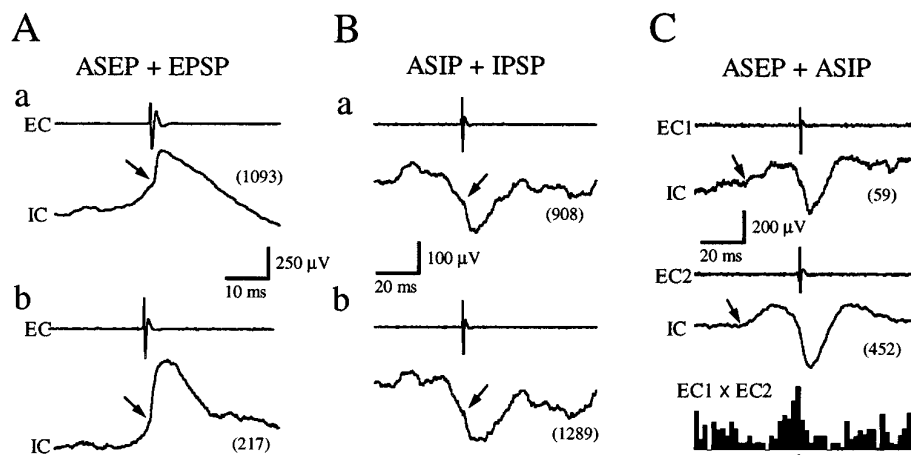 A
ASEP + EPSP
a
EC
IC
(1093)
250 µV
10 ms
b
EC
IC
(217)
B
ASIP + IPSP
a
(908)
100 µV
20 ms
b
(1289)
C
ASEP + ASIP
EC1
IC
(59)
200 µV
20 ms
EC2
IC
(452)
EC1 x EC2